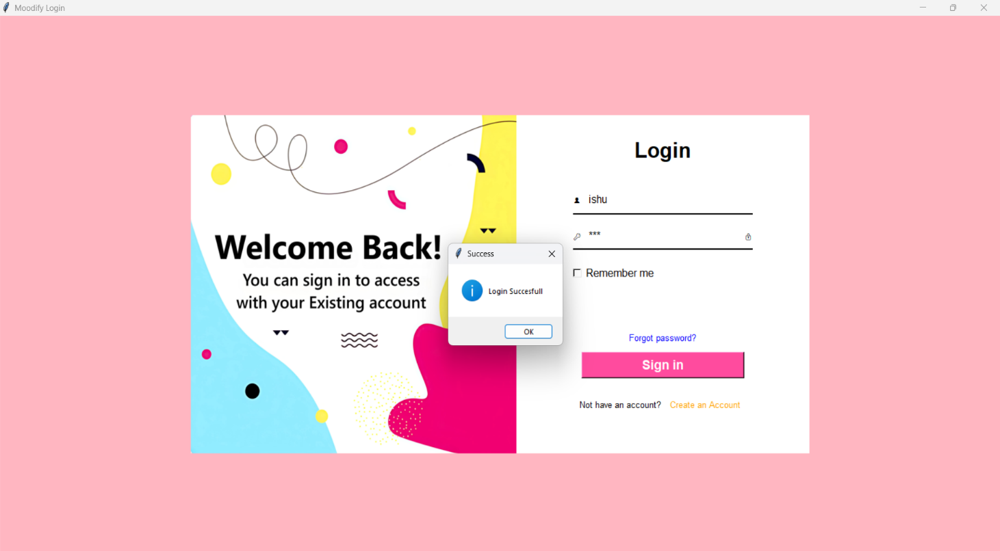 Moodify Login
Welcome Back!
You can sign in to access
with your Existing account
Success
Login Succesfull
OK
Login
ishu
***
Remember me
Forgot password?
Sign in
Not have an account? Create an Account